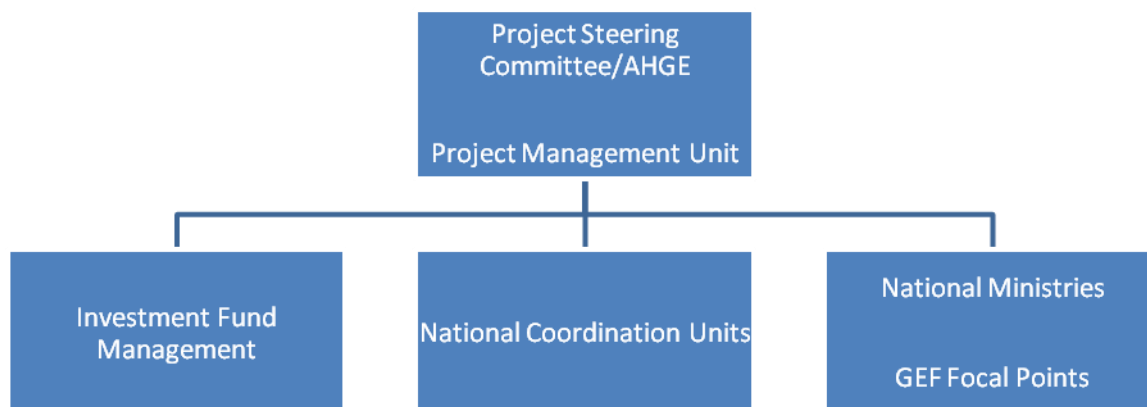 Project Steering
Committee/AHGE
Project Management Unit
Investment Fund
Management
National Coordination Units
National Ministries
GEF Focal Points